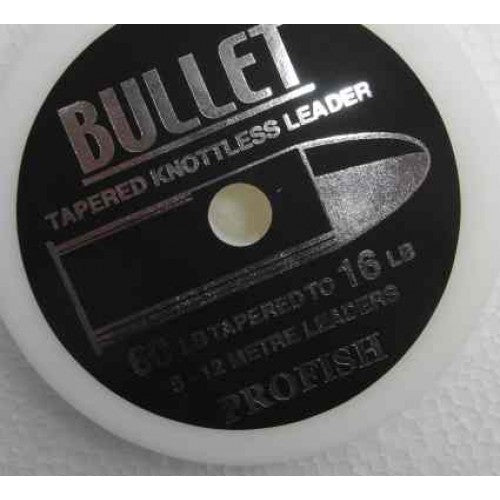 BULLET
TAPERED KNOTTLESS LEADER
60 LB TAPERED TO 16 LB
5 - 12 METRE LEADERS
PROFISH